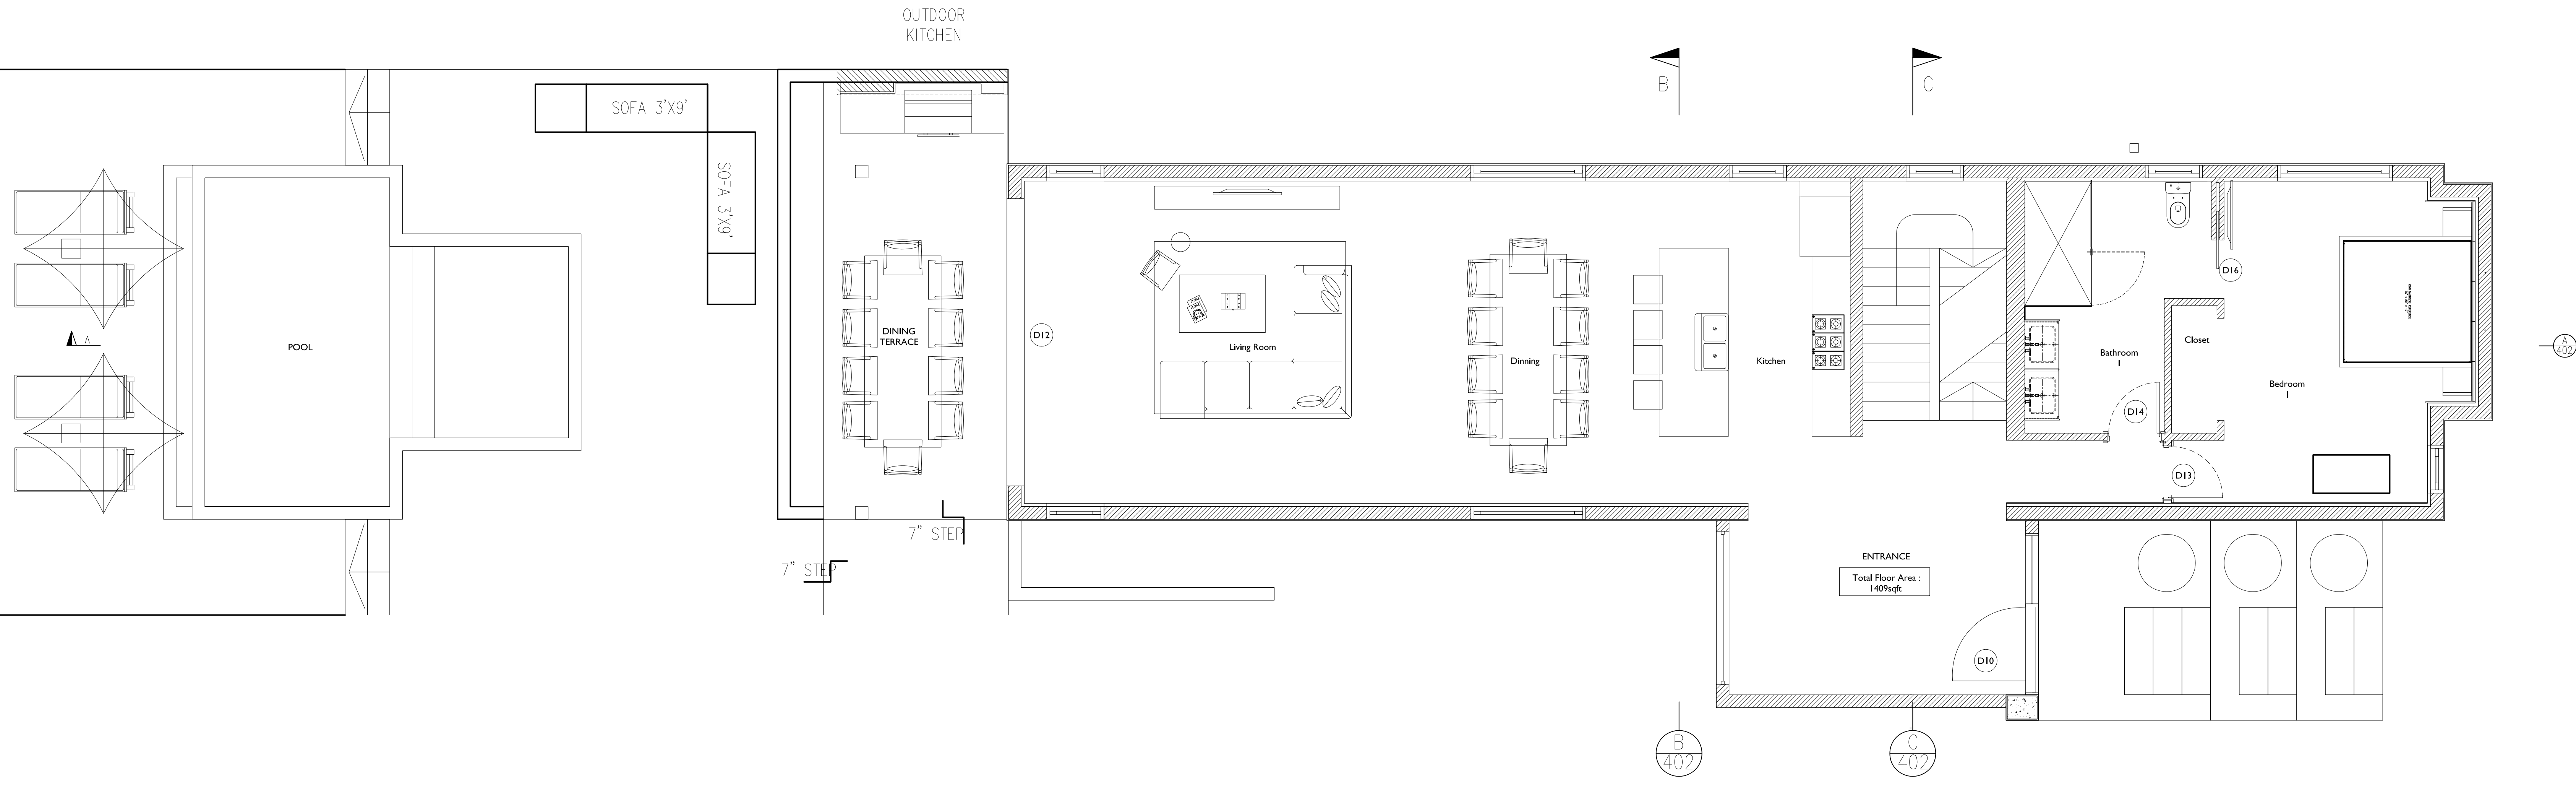 OUTDOOR
KITCHEN
B
C
SOFA 3'X9'
SOFA 3'X9'
D16
A
POOL
DINING
TERRACE
D12
Living Room
Dinning
Kitchen
Bathroom
1
Closet
Bedroom
1
A
402
D14
D13
7" STEP
7" STEP
ENTRANCE
Total Floor Area :
1409sqft
D10
B
402
C
402